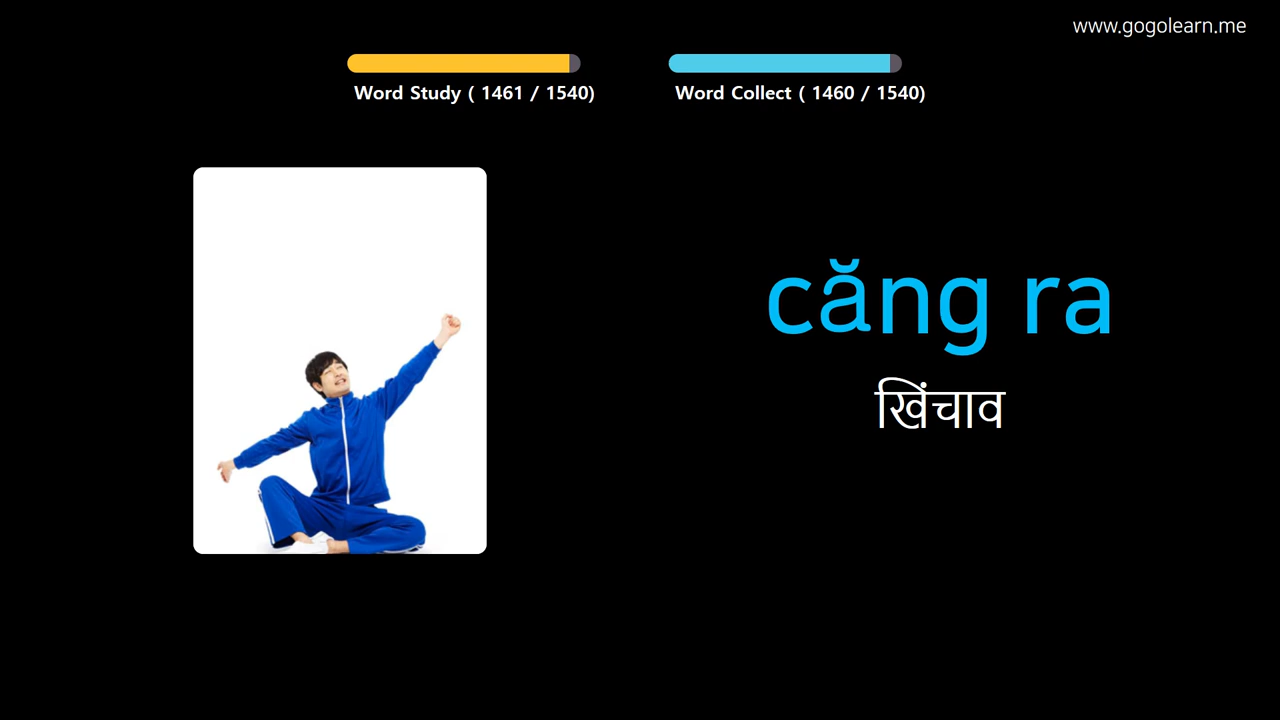 www.gogolearn.me
Word Study ( 1461 / 1540)
Word Collect ( 1460 / 1540)
căng ra
खिंचाव